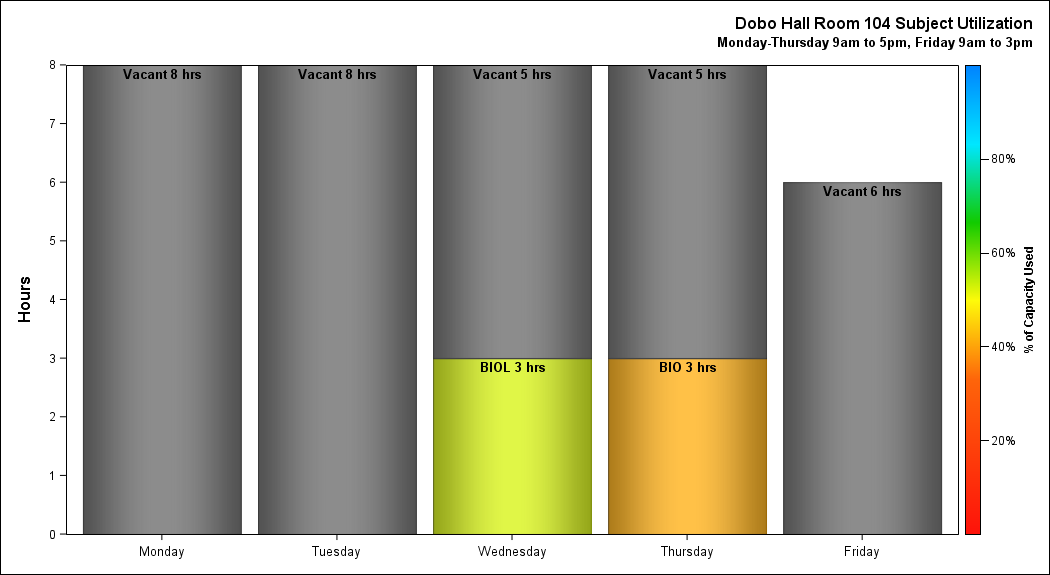 Dobo Hall Room 104 Subject Utilization
Monday-Thursday 9am to 5pm, Friday 9am to 3pm
Hours
8
7
6
5
4
3
2
1
0
Vacant 8 hrs
Vacant 8 hrs
Vacant 5 hrs
Vacant 5 hrs
Vacant 6 hrs
BIOL 3 hrs
BIO 3 hrs
Monday
Tuesday
Wednesday
Thursday
Friday
80%
60%
40%
20%
% of Capacity Used